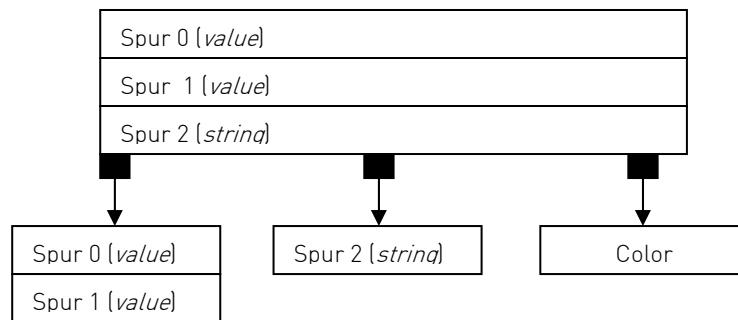 Spur 0 (value)
Spur 1 (value)
Spur 2 (string)
Spur 0 (value)
Spur 2 (string)
Color
Spur 1 (value)